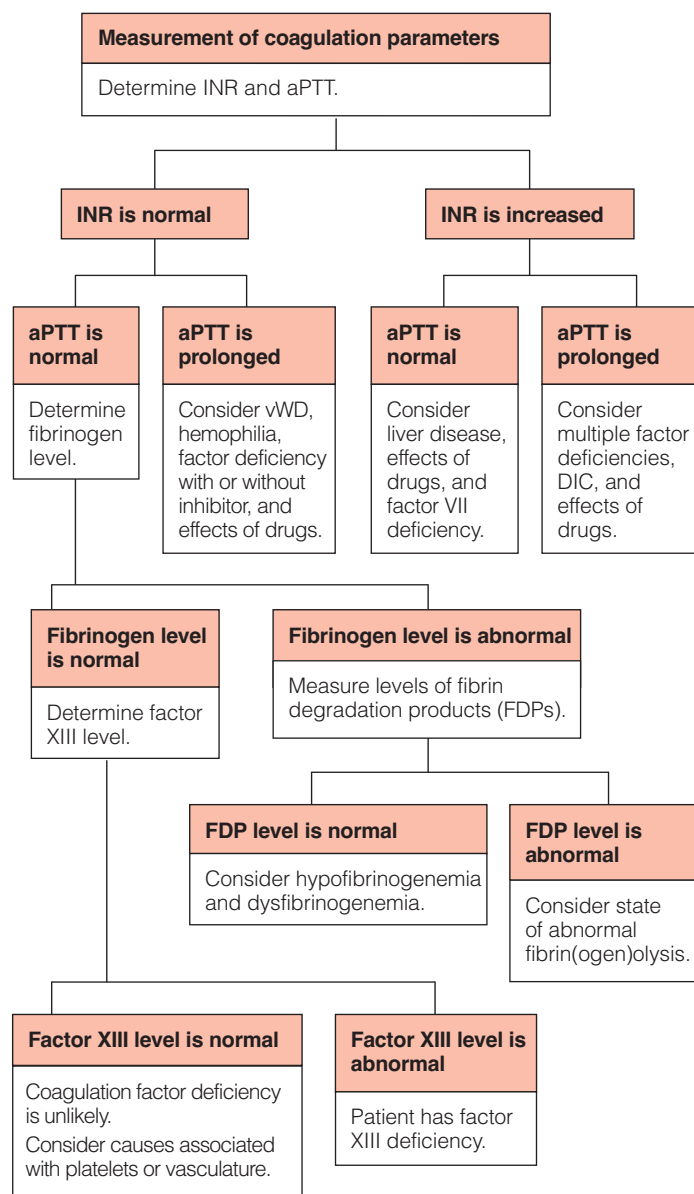 Measurement of coagulation parameters
Determine INR and aPTT.
INR is normal
INR is increased
aPTT is
normal
Determine
fibrinogen
level.
aPTT is
prolonged
Consider vWD,
hemophilia,
factor deficiency
with or without
inhibitor, and
effects of drugs.
aPTT is
normal
Consider
liver disease,
effects of
drugs, and
factor VII
deficiency.
aPTT is
prolonged
Consider
multiple factor
deficiencies,
DIC, and
effects of
drugs.
Fibrinogen level
is normal
Determine factor
XIII level.
Fibrinogen level is abnormal
Measure levels of fibrin
degradation products (FDPs).
FDP level is normal
Consider hypofibrinogenemia
and dysfibrinogenemia.
FDP level is
abnormal
Consider state
of abnormal
fibrin(ogen)olysis.
Factor XIII level is normal
Coagulation factor deficiency
is unlikely.
Consider causes associated
with platelets or vasculature.
Factor XIII level is
abnormal
Patient has factor
XIII deficiency.